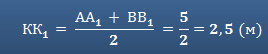 КК₁ = (АА₁ + ВВ₁)/2 = 5/2 = 2,5 (м)